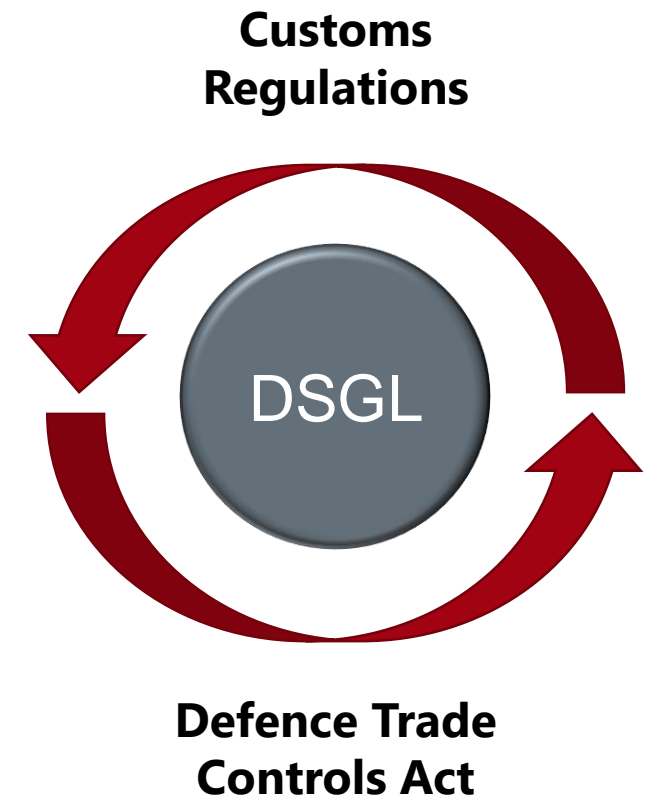 Customs
Regulations
DSGL
Defence Trade
Controls Act